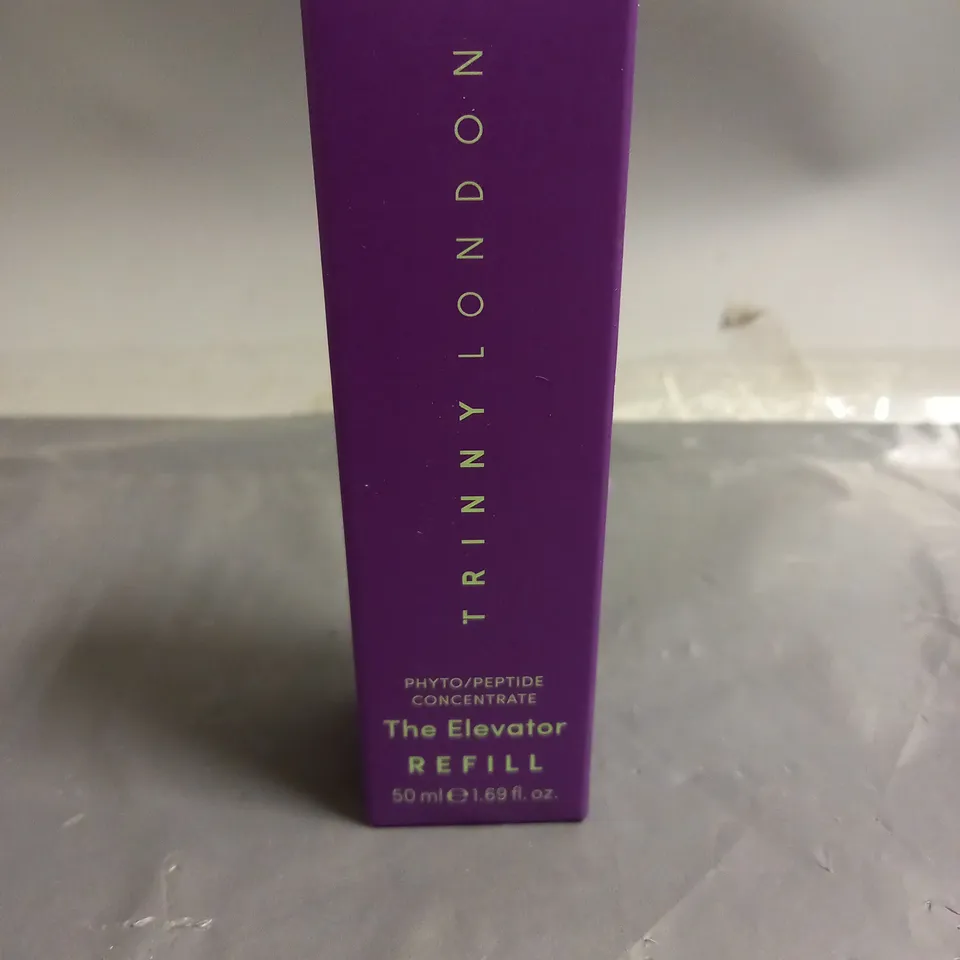 TRINNY LONDON
PHYTO/PEPTIDE
CONCENTRATE
The Elevator
REFILL
50 ml ℮ 1.69 fl. oz.